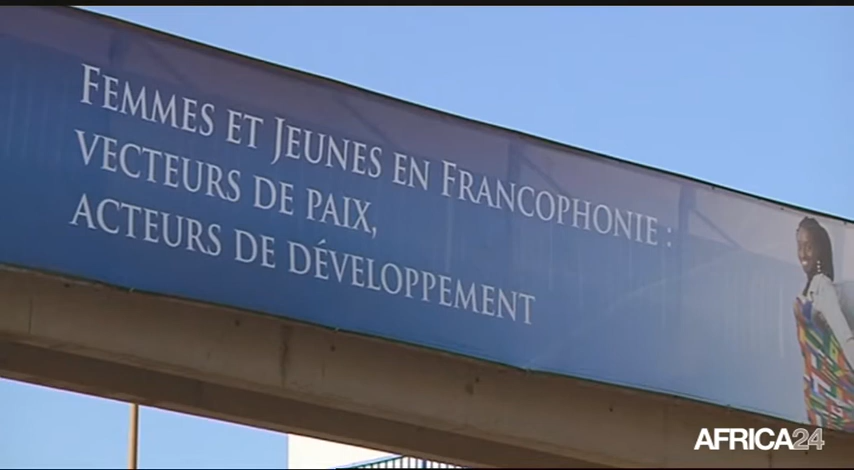 FEMMES ET JEUNES EN FRANCOPHONIE :
VECTEURS DE PAIX,
ACTEURS DE DÉVELOPPEMENT
AFRICA24